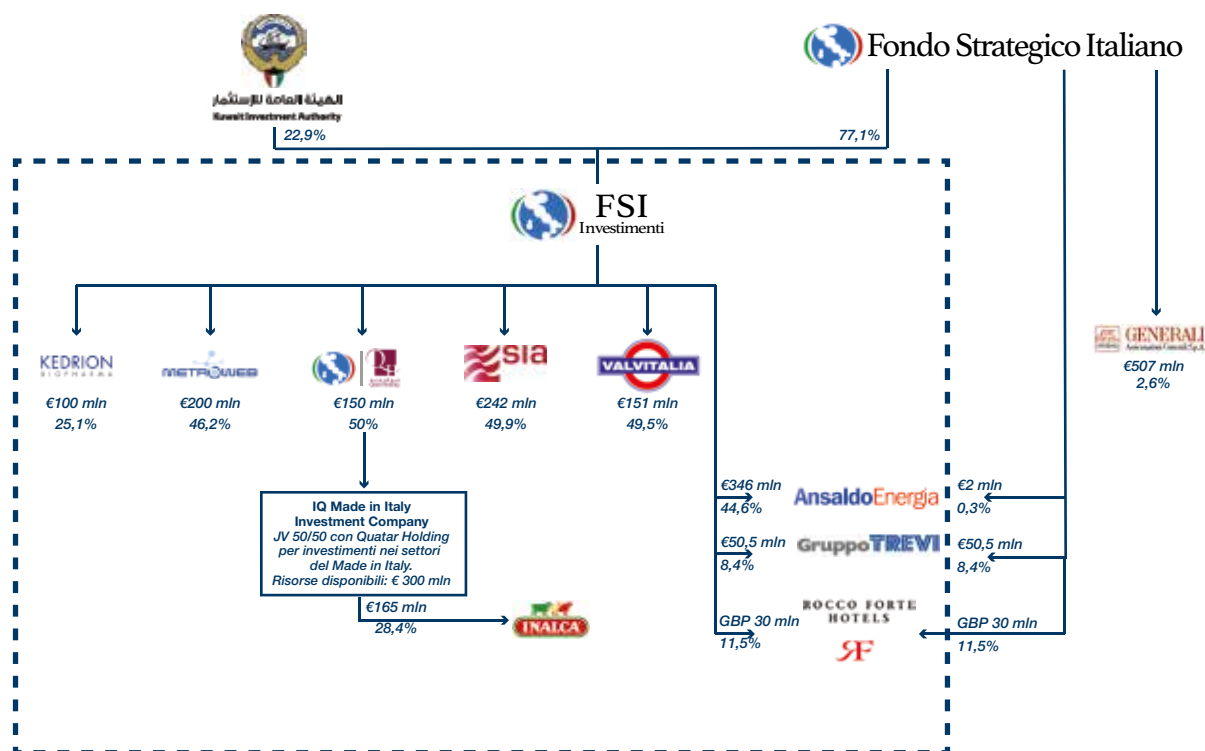 الهيئة العامة للإستثمار
Kuwait Investment Authority
Fondo Strategico Italiano
22,9%
77,1%
FSI
Investimenti
KEDRION
BIOPHARMA
METROWEB
sia
VALVITALIA
GENERALI
€100 mln
25,1%
€200 mln
46,2%
€150 mln
50%
€242 mln
49,9%
€151 mln
49,5%
€507 mln
2,6%
IQ Made in Italy
Investment Company
JV 50/50 con Quatar Holding
per investimenti nei settori
del Made in Italy.
Risorse disponibili: € 300 mln
€165 mln
28,4%
INALCA
€346 mln
44,6%
AnsaldoEnergia
€2 mln
0,3%
€50,5 mln
8,4%
GruppoTREVI
€50,5 mln
8,4%
GBP 30 mln
11,5%
ROCCO FORTE
HOTELS
RF
GBP 30 mln
11,5%